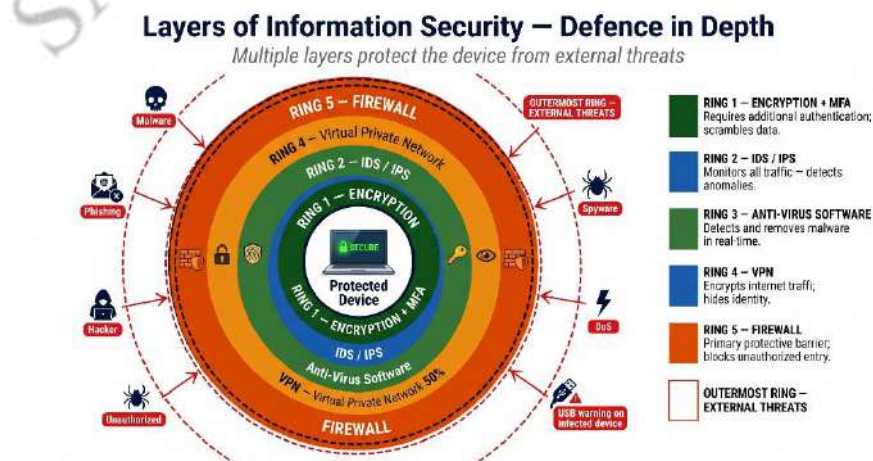 Layers of Information Security — Defence in Depth
Multiple layers protect the device from external threats
Malware
Phishing
Hacker
Unauthorized
RING 5 — FIREWALL
RING 4 — Virtual Private Network
RING 2 — IDS / IPS
RING 1 — ENCRYPTION
SECURE
Protected
Device
RING 1 — ENCRYPTION + MFA
IDS / IPS
Anti-Virus Software
VPN — Virtual Private Network 50%
FIREWALL
OUTERMOST RING —
EXTERNAL THREATS
Spyware
DoS
USB warning on
infected device
RING 1 — ENCRYPTION + MFA
Requires additional authentication;
scrambles data.
RING 2 — IDS / IPS
Monitors all traffic — detects
anomalies.
RING 3 — ANTI-VIRUS SOFTWARE
Detects and removes malware
in real-time.
RING 4 — VPN
Encrypts internet traffi;
hides identity.
RING 5 — FIREWALL
Primary protective barrier;
blocks unauthorized entry.
OUTERMOST RING —
EXTERNAL THREATS